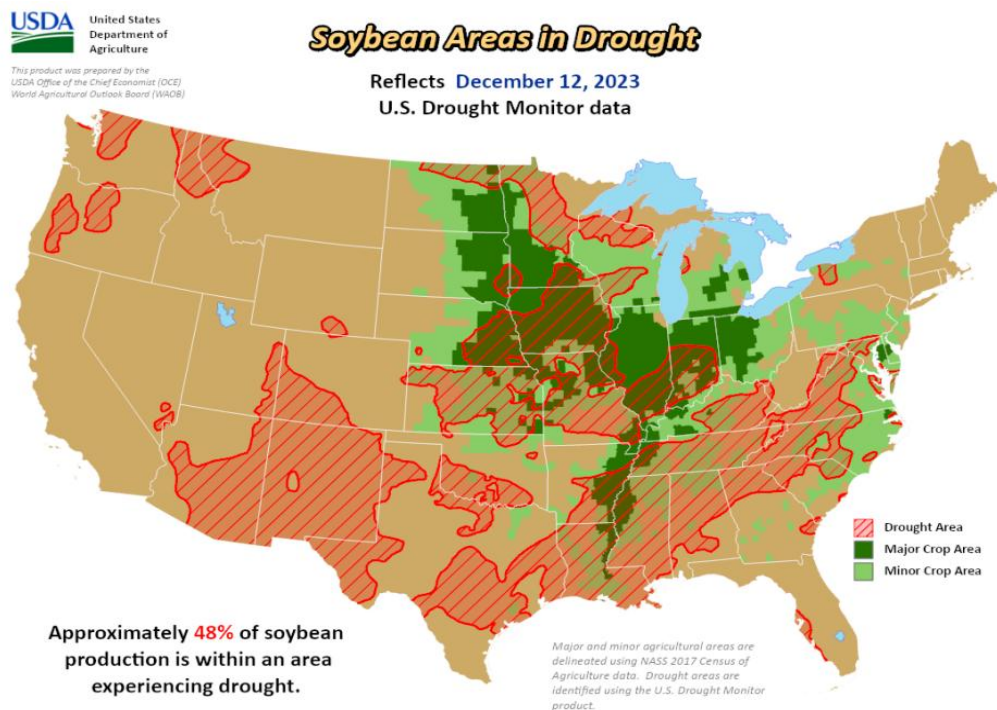 USDA
United States
Department of
Agriculture
This product was prepared by the
USDA Office of the Chief Economist (OCE)
World Agricultural Outlook Board (WAOB)
Soybean Areas in Drought
Reflects December 12, 2023
U.S. Drought Monitor data
Drought Area
Major Crop Area
Minor Crop Area
Approximately 48% of soybean
production is within an area
experiencing drought.
Major and minor agricultural areas are
delineated using NASS 2017 Census of
Agriculture data. Drought areas are
identified using the U.S. Drought Monitor
product.